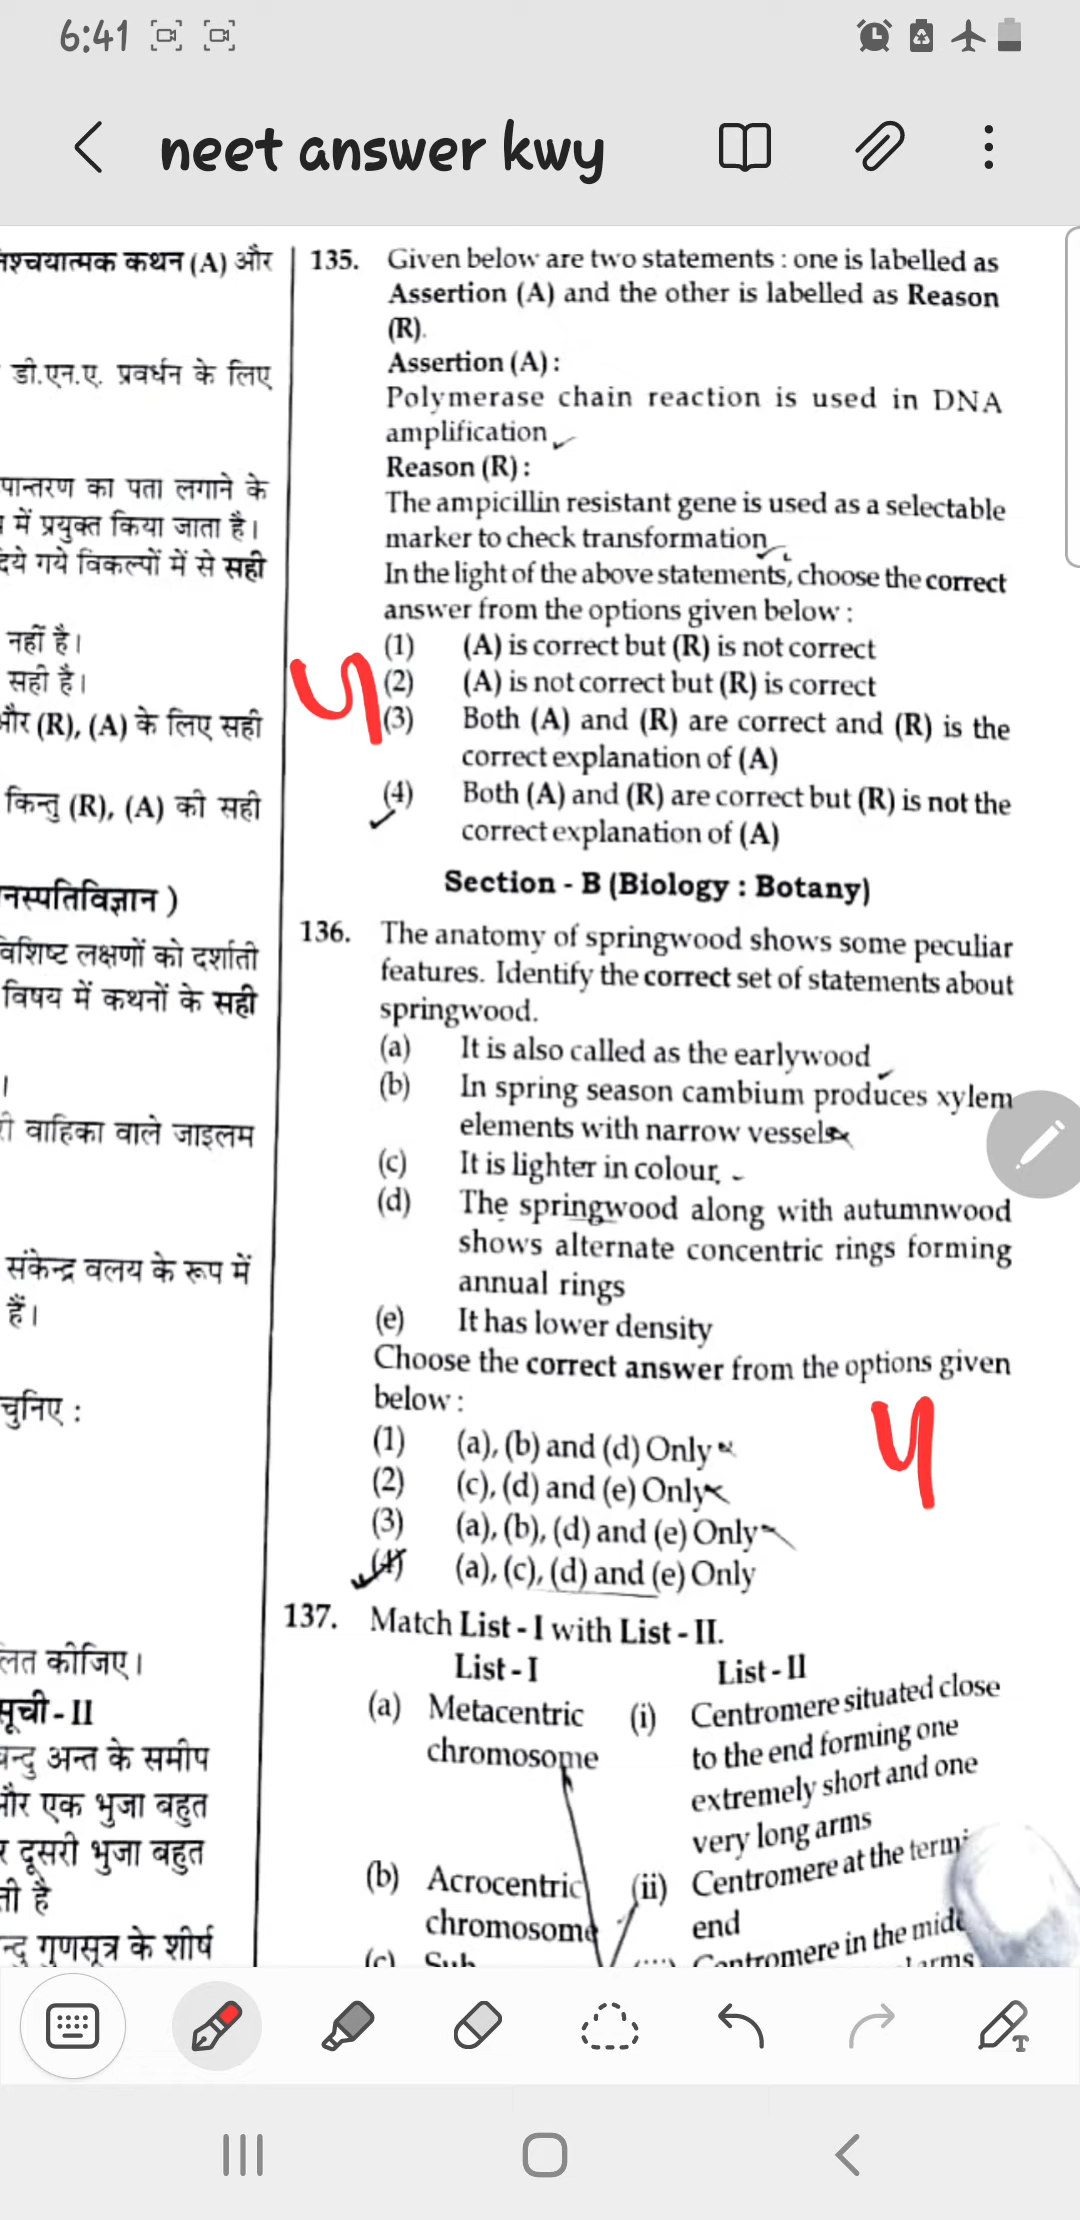 6:41
neet answer kwy
निश्चयात्मक कथन (A) और
डी.एन.ए. प्रवर्धन के लिए
पान्तरण का पता लगाने के
में प्रयुक्त किया जाता है।
दिये गये विकल्पों में से सही
नहीं है।
सही है।
और (R), (A) के लिए सही
किन्तु (R), (A) की सही
नस्पतिविज्ञान )
विशिष्ट लक्षणों को दर्शाती
विषय में कथनों के सही
।
री वाहिका वाले जाइलम
संकेन्द्र वलय के रूप में
हैं।
चुनिए :
लत कीजिए।
सूची - II
बिन्दु अन्त के समीप
और एक भुजा बहुत
र दूसरी भुजा बहुत
ती है
न्दु गुणसूत्र के शीर्ष
135. Given below are two statements : one is labelled as
Assertion (A) and the other is labelled as Reason
(R).
Assertion (A) :
Polymerase chain reaction is used in DNA
amplification
Reason (R) :
The ampicillin resistant gene is used as a selectable
marker to check transformation
In the light of the above statements, choose the correct
answer from the options given below :
(1) (A) is correct but (R) is not correct
(2) (A) is not correct but (R) is correct
(3) Both (A) and (R) are correct and (R) is the
correct explanation of (A)
(4) Both (A) and (R) are correct but (R) is not the
correct explanation of (A)
4
Section - B (Biology : Botany)
136. The anatomy of springwood shows some peculiar
features. Identify the correct set of statements about
springwood.
(a) It is also called as the earlywood
(b) In spring season cambium produces xylem
elements with narrow vessels
(c) It is lighter in colour
(d) The springwood along with autumnwood
shows alternate concentric rings forming
annual rings
(e) It has lower density
Choose the correct answer from the options given
below :
4
(1) (a), (b) and (d) Only
(2) (c), (d) and (e) Only
(3) (a), (b), (d) and (e) Only
(4) (a), (c), (d) and (e) Only
137. Match List - I with List - II.
List - I List - II
(a) Metacentric (i) Centromere situated close
chromosome to the end forming one
extremely short and one
very long arms
(b) Acrocentric (ii) Centromere at the
chromosome end
(c) Sub
Centromere in the